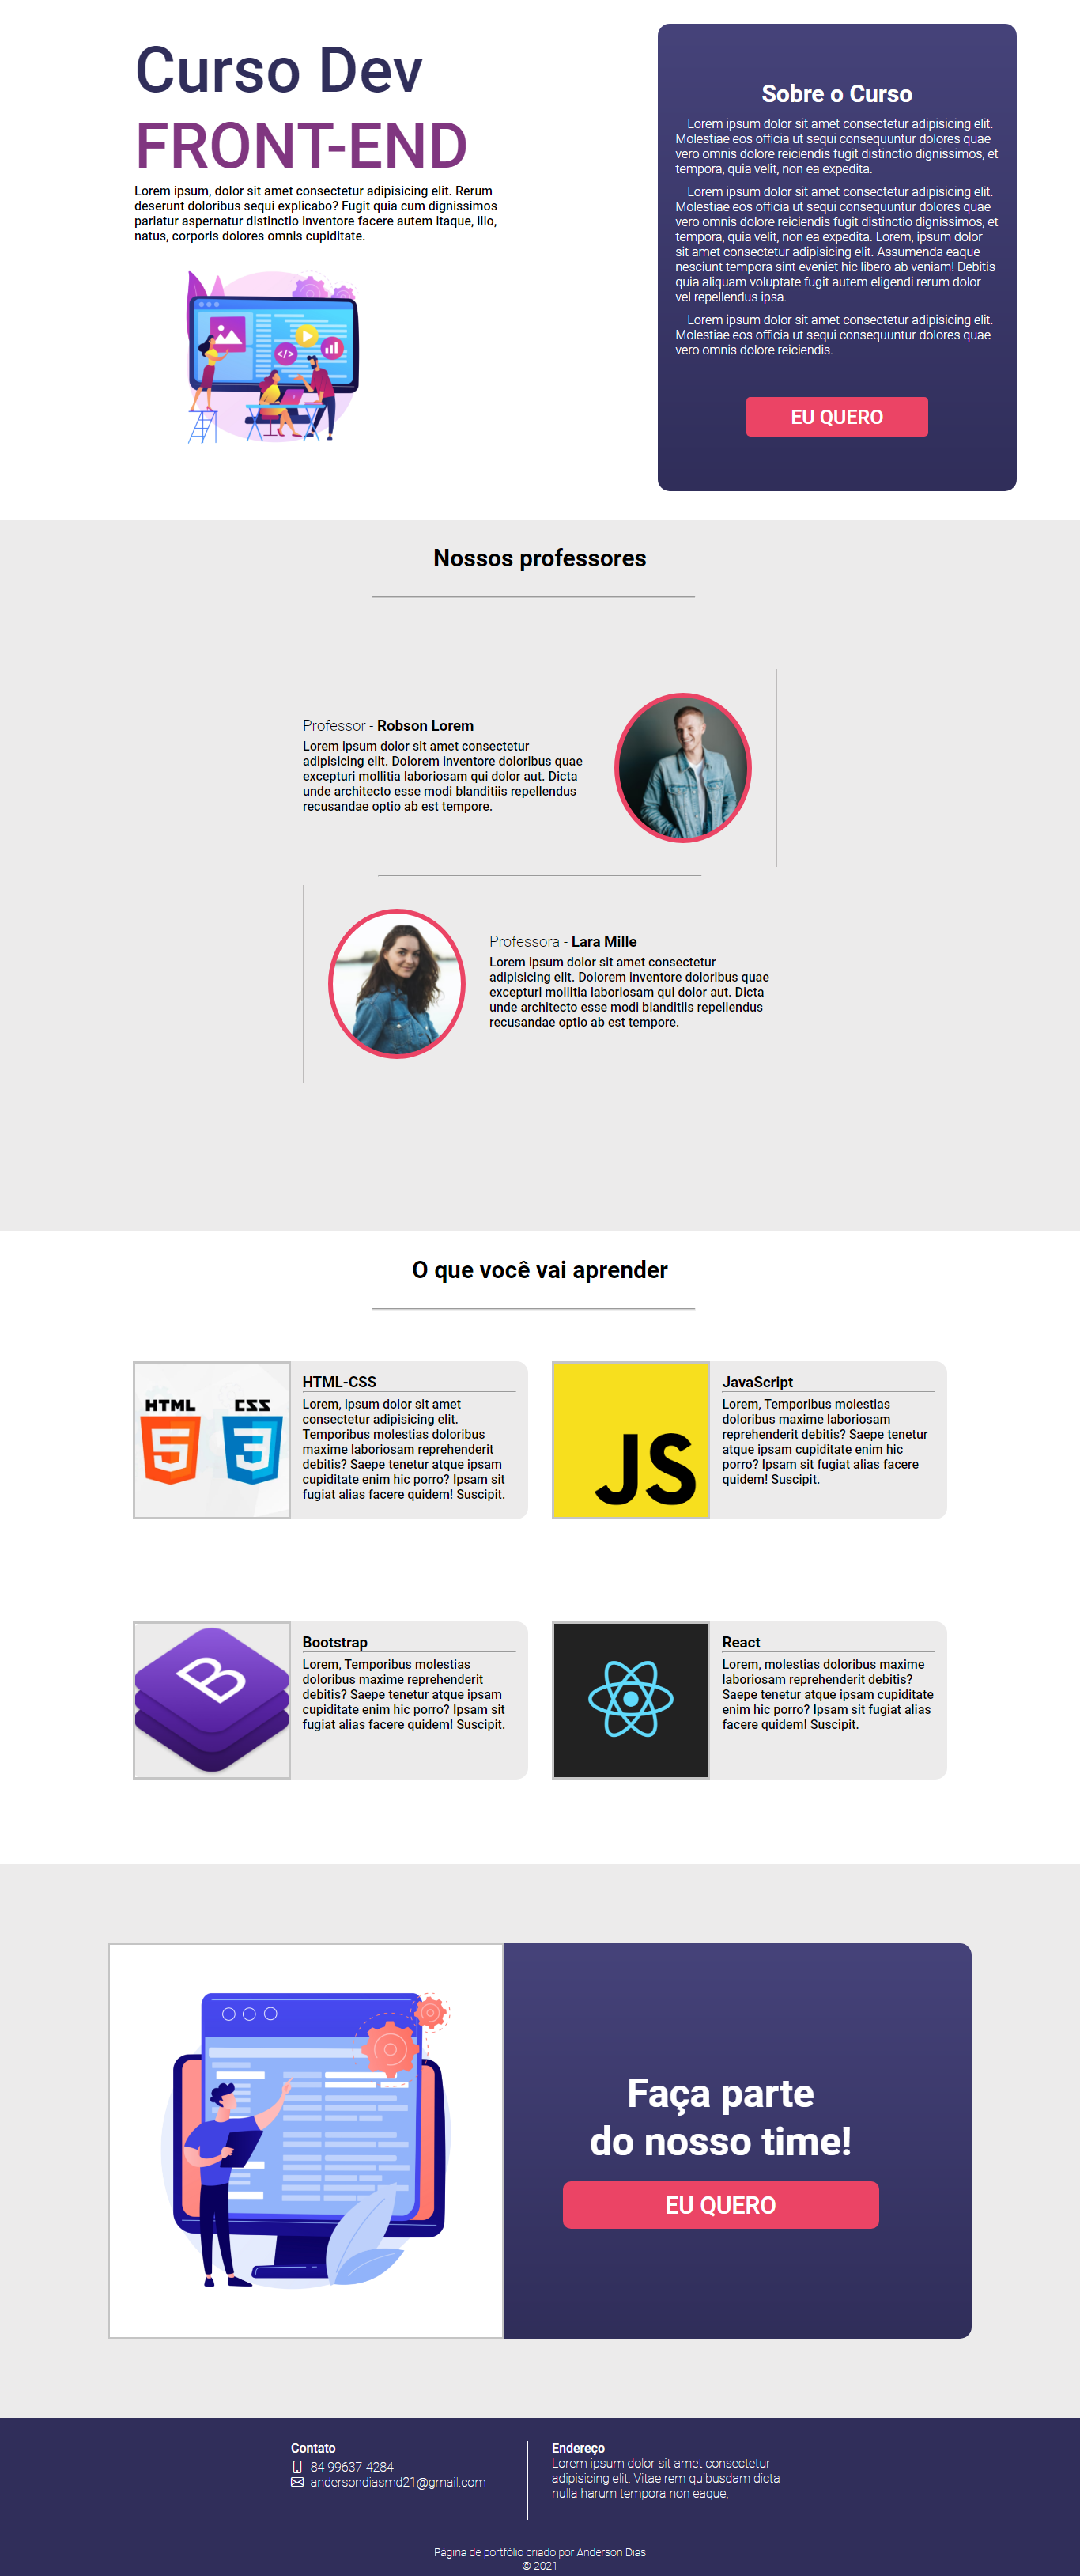 Curso Dev
FRONT-END
Lorem ipsum, dolor sit amet consectetur adipisicing elit. Rerum
deserunt doloribus sequi explicabo? Fugit quia cum dignissimos
pariatur aspernatur distinctio inventore facere autem itaque, illo,
natus, corporis dolores omnis cupiditate.
</>
Sobre o Curso
Lorem ipsum dolor sit amet consectetur adipisicing elit.
Molestiae eos officia ut sequi consequuntur dolores quae
vero omnis dolore reiciendis fugit distinctio dignissimos, et
tempora, quia velit, non ea expedita.
Lorem ipsum dolor sit amet consectetur adipisicing elit.
Molestiae eos officia ut sequi consequuntur dolores quae
vero omnis dolore reiciendis fugit distinctio dignissimos, et
tempora, quia velit, non ea expedita. Lorem, ipsum dolor
sit amet consectetur adipisicing elit. Assumenda eaque
nesciunt tempora sint eveniet hic libero ab veniam! Debitis
quia aliquam voluptate fugit autem eligendi rerum dolor
vel repellendus ipsa.
Lorem ipsum dolor sit amet consectetur adipisicing elit.
Molestiae eos officia ut sequi consequuntur dolores quae
vero omnis dolore reiciendis.
EU QUERO
Nossos professores
Professor - Robson Lorem
Lorem ipsum dolor sit amet consectetur
adipisicing elit. Dolorem inventore doloribus quae
excepturi mollitia laboriosam qui dolor aut. Dicta
unde architecto esse modi blanditiis repellendus
recusandae optio ab est tempore.
Professora - Lara Mille
Lorem ipsum dolor sit amet consectetur
adipisicing elit. Dolorem inventore doloribus quae
excepturi mollitia laboriosam qui dolor aut. Dicta
unde architecto esse modi blanditiis repellendus
recusandae optio ab est tempore.
O que você vai aprender
HTML CSS
5 3
HTML-CSS
Lorem, ipsum dolor sit amet
consectetur adipisicing elit.
Temporibus molestias doloribus
maxime laboriosam reprehenderit
debitis? Saepe tenetur atque ipsam
cupiditate enim hic porro? Ipsam sit
fugiat alias facere quidem! Suscipit.
JS
JavaScript
Lorem, Temporibus molestias
doloribus maxime laboriosam
reprehenderit debitis? Saepe tenetur
atque ipsam cupiditate enim hic
porro? Ipsam sit fugiat alias facere
quidem! Suscipit.
B
Bootstrap
Lorem, Temporibus molestias
doloribus maxime reprehenderit
debitis? Saepe tenetur atque ipsam
cupiditate enim hic porro? Ipsam sit
fugiat alias facere quidem! Suscipit.
React
Lorem, molestias doloribus maxime
laboriosam reprehenderit debitis?
Saepe tenetur atque ipsam cupiditate
enim hic porro? Ipsam sit fugiat alias
facere quidem! Suscipit.
Faça parte
do nosso time!
EU QUERO
Contato
84 99637-4284
andersondiasmd21@gmail.com
Endereço
Lorem ipsum dolor sit amet consectetur
adipisicing elit. Vitae rem quibusdam dicta
nulla harum tempora non eaque,
Página de portfólio criado por Anderson Dias
© 2021